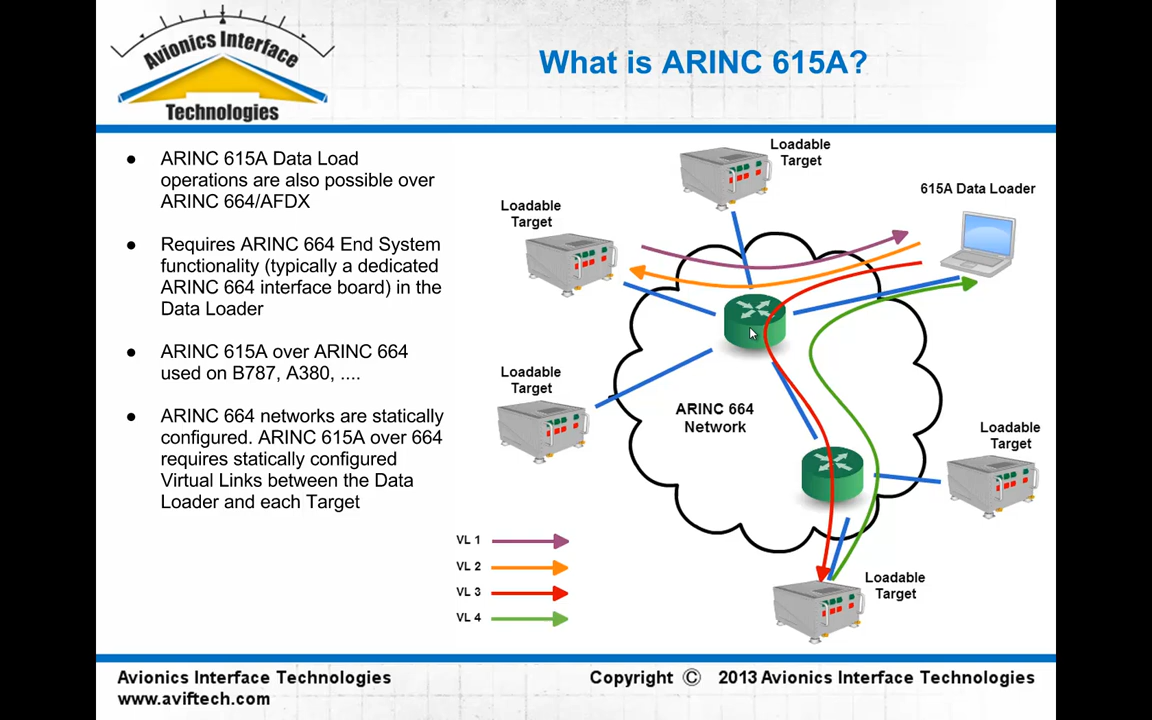 Avionics Interface
Technologies
What is ARINC 615A?
● ARINC 615A Data Load
operations are also possible over
ARINC 664/AFDX
● Requires ARINC 664 End System
functionality (typically a dedicated
ARINC 664 interface board) in the
Data Loader
● ARINC 615A over ARINC 664
used on B787, A380, ....
● ARINC 664 networks are statically
configured. ARINC 615A over 664
requires statically configured
Virtual Links between the Data
Loader and each Target
Loadable
Target
615A Data Loader
Loadable
Target
Loadable
Target
ARINC 664
Network
Loadable
Target
Loadable
Target
VL 1
VL 2
VL 3
VL 4
Avionics Interface Technologies
www.aviftech.com
Copyright © 2013 Avionics Interface Technologies